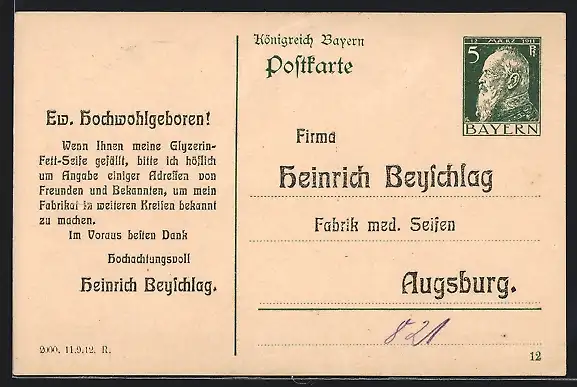 Ew. Hochwohlgeboren!
Wenn Ihnen meine Glyzerin-
Fett-Seife gefällt, bitte ich höflich
um Angabe einiger Adressen von
Freunden und Bekannten, um mein
Fabrikat in weiteren Kreisen bekannt
zu machen.
Im Voraus besten Dank
Hochachtungsvoll
Heinrich Beyschlag.
2000. 11.9.12. R.
Königreich Bayern
Postkarte
12 MÄRZ 1911
5 Pf
BAYERN
Firma
Heinrich Beyschlag
Fabrik med. Seifen
Augsburg.
821
12